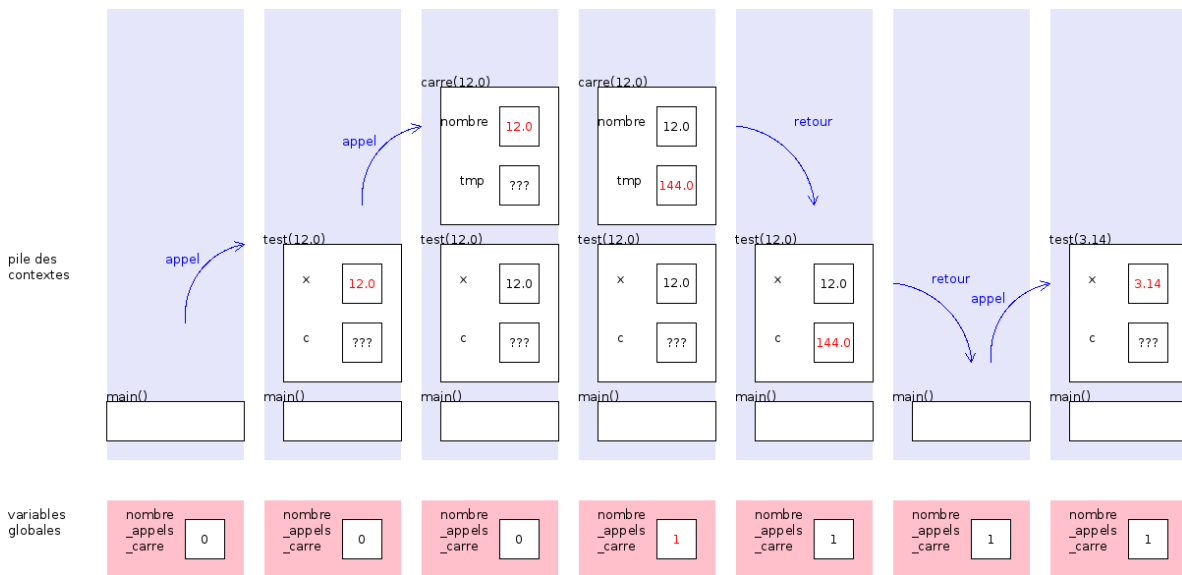 carre(12.0)
carre(12.0)
nombre
12.0
nombre
12.0
retour
appel
tmp
???
tmp
144.0
pile des
contextes
appel
test(12.0)
test(12.0)
test(12.0)
test(12.0)
test(3.14)
x
12.0
x
12.0
x
12.0
x
12.0
retour
appel
x
3.14
c
???
c
???
c
???
c
144.0
c
???
main()
main()
main()
main()
main()
main()
main()
variables
globales
nombre
_appels
_carre
0
nombre
_appels
_carre
0
nombre
_appels
_carre
0
nombre
_appels
_carre
1
nombre
_appels
_carre
1
nombre
_appels
_carre
1
nombre
_appels
_carre
1